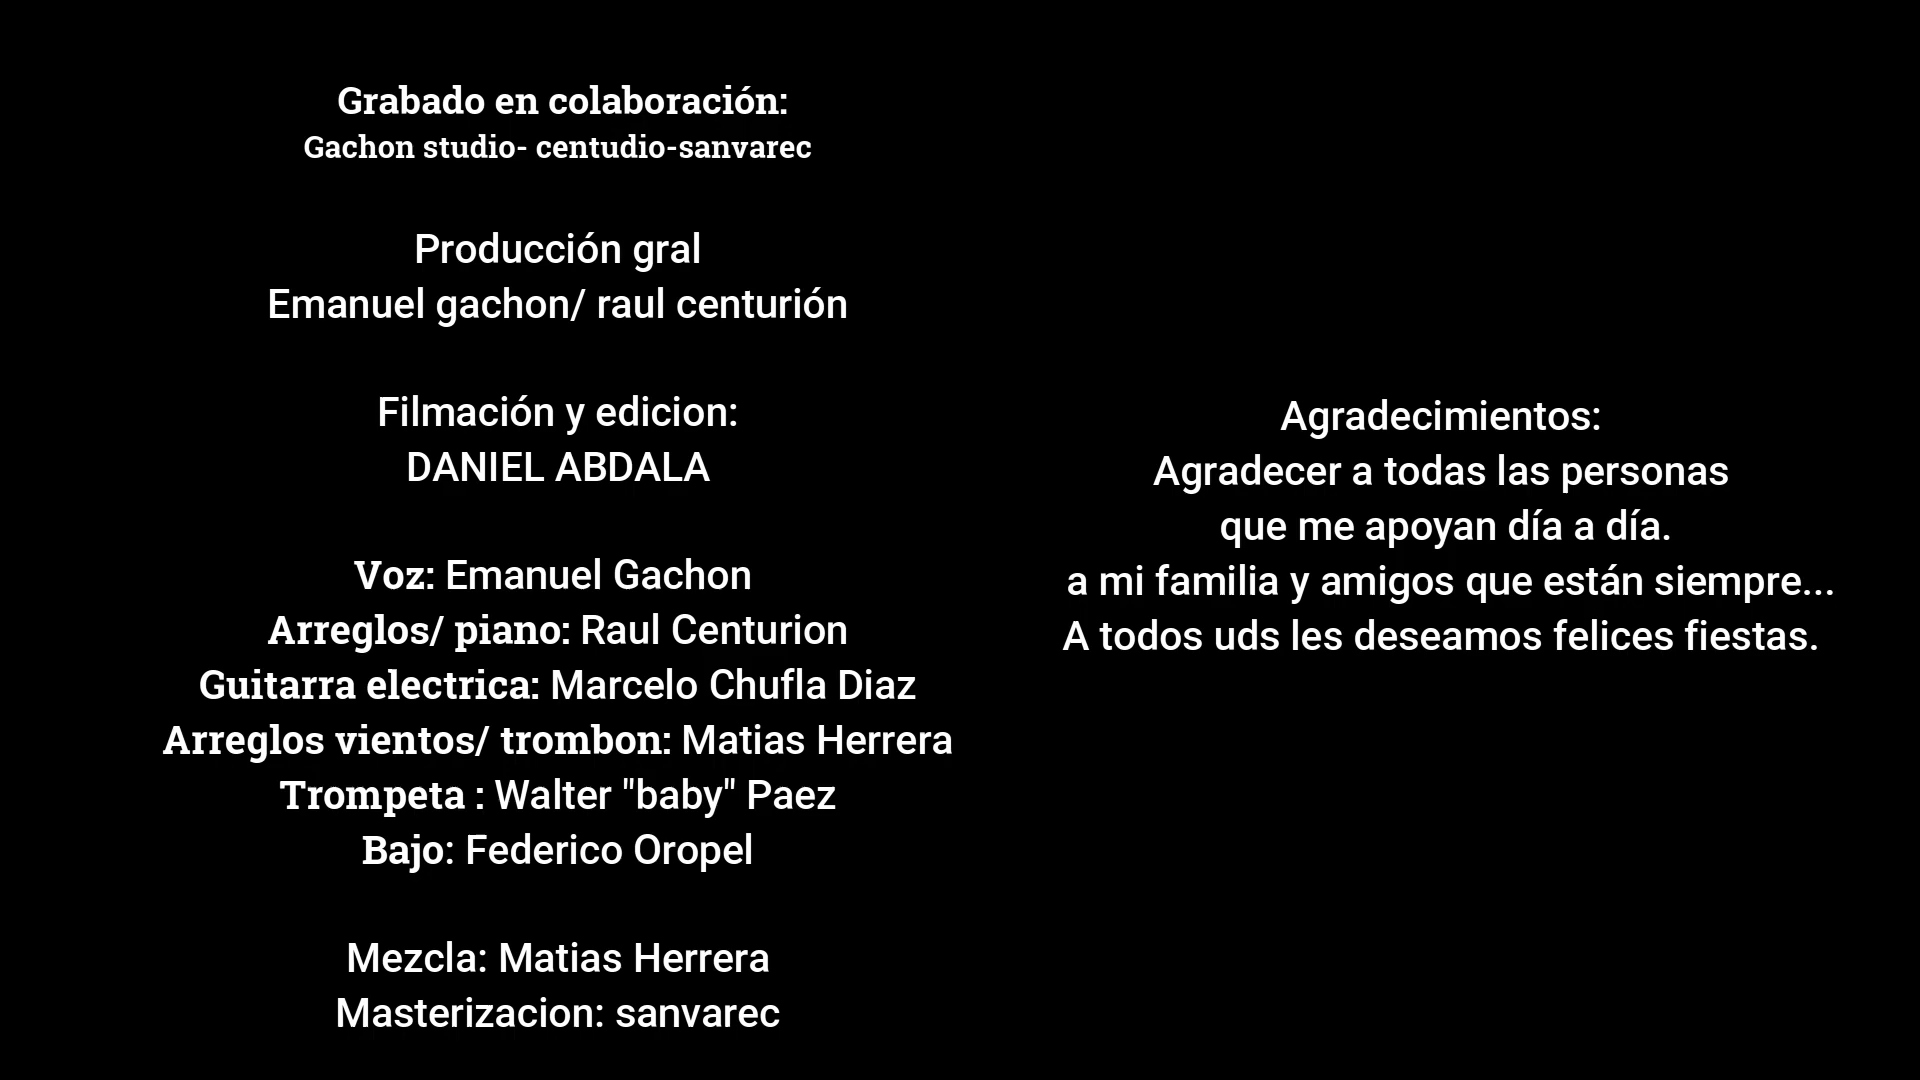 Grabado en colaboración:
Gachon studio- centudio-sanvarec
Producción gral
Emanuel gachon/ raul centurión
Filmación y edicion:
DANIEL ABDALA
Voz: Emanuel Gachon
Arreglos/ piano: Raul Centurion
Guitarra electrica: Marcelo Chufla Diaz
Arreglos vientos/ trombon: Matias Herrera
Trompeta : Walter "baby" Paez
Bajo: Federico Oropel
Mezcla: Matias Herrera
Masterizacion: sanvarec
Agradecimientos:
Agradecer a todas las personas
que me apoyan día a día.
a mi familia y amigos que están siempre...
A todos uds les deseamos felices fiestas.